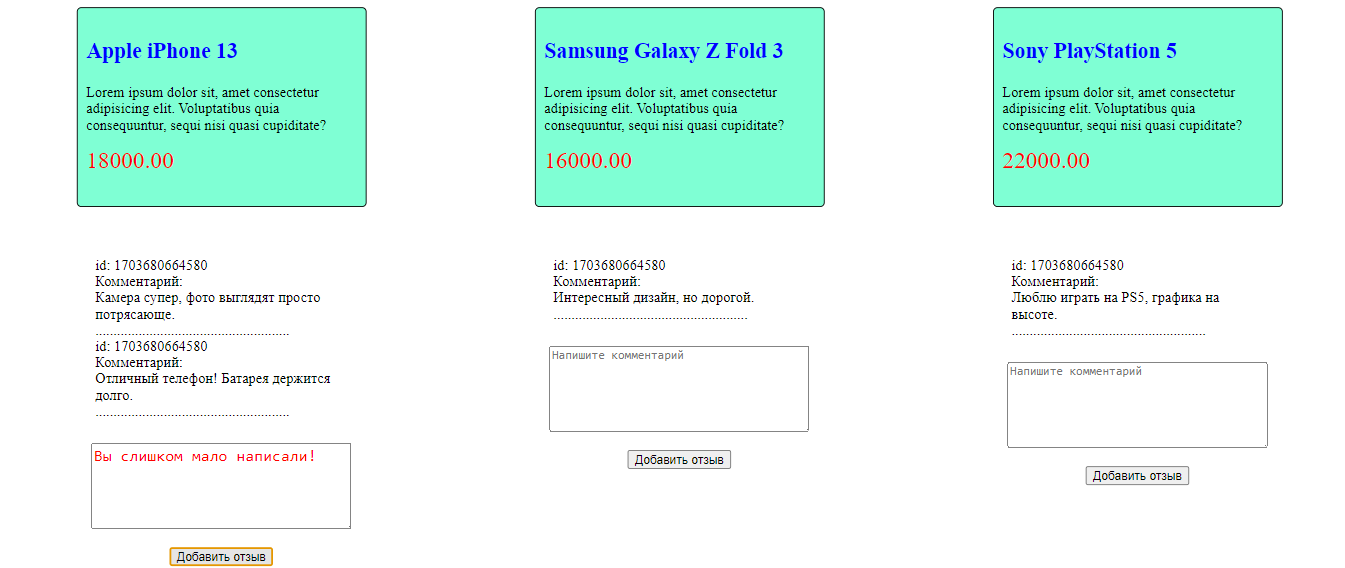 Apple iPhone 13
Lorem ipsum dolor sit, amet consectetur
adipisicing elit. Voluptatibus quia
consequuntur, sequi nisi quasi cupiditate?
18000.00
id: 1703680664580
Комментарий:
Камера супер, фото выглядят просто
потрясающе.
......................................................
id: 1703680664580
Комментарий:
Отличный телефон! Батарея держится
долго.
......................................................
Вы слишком мало написали!
Добавить отзыв
Samsung Galaxy Z Fold 3
Lorem ipsum dolor sit, amet consectetur
adipisicing elit. Voluptatibus quia
consequuntur, sequi nisi quasi cupiditate?
16000.00
id: 1703680664580
Комментарий:
Интересный дизайн, но дорогой.
......................................................
Напишите комментарий
Добавить отзыв
Sony PlayStation 5
Lorem ipsum dolor sit, amet consectetur
adipisicing elit. Voluptatibus quia
consequuntur, sequi nisi quasi cupiditate?
22000.00
id: 1703680664580
Комментарий:
Люблю играть на PS5, графика на
высоте.
......................................................
Напишите комментарий
Добавить отзыв